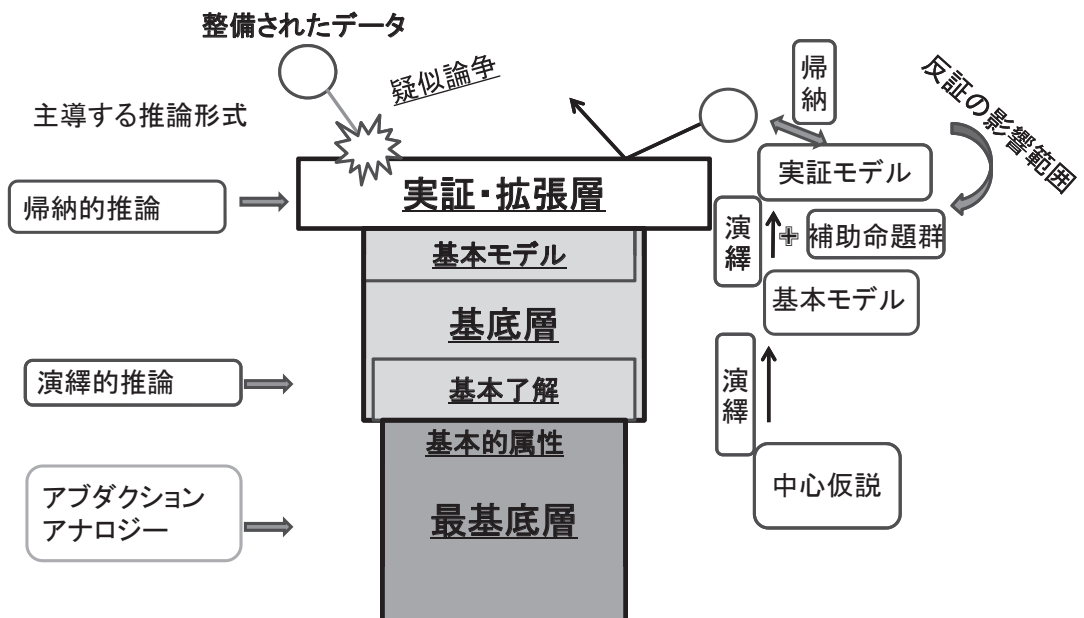 整備されたデータ
疑似論争
主導する推論形式
帰納的推論
演繹的推論
アブダクション
アナロジー
実証・拡張層
基本モデル
基底層
基本了解
基本的属性
最基底層
帰納
反証の影響範囲
実証モデル
演繹
+
補助命題群
基本モデル
演繹
中心仮説